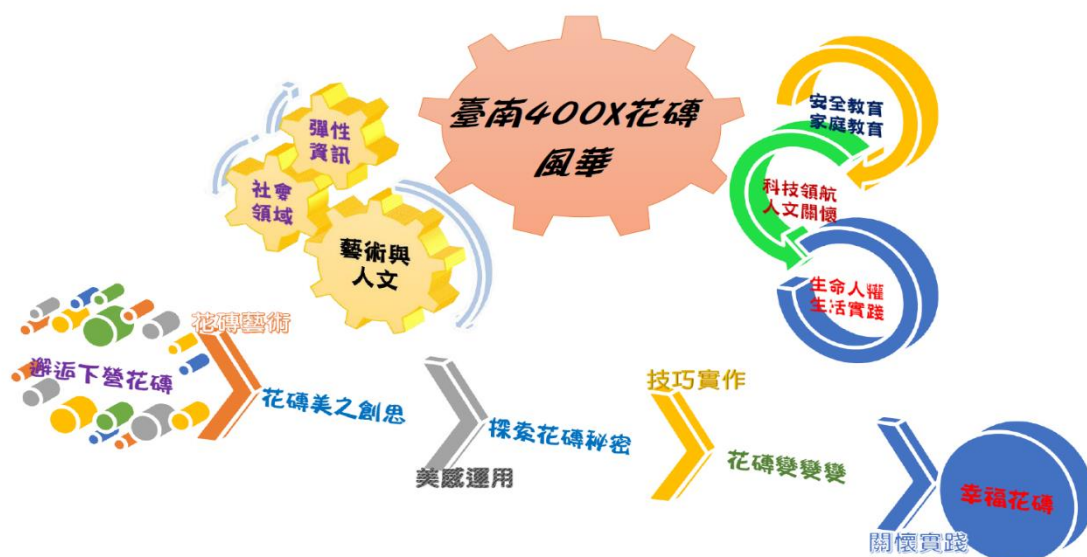 臺南400X花磚
風華
彈性
資訊
社會
領域
藝術與
人文
安全教育
家庭教育
科技領航
人文關懷
生命人權
生活實踐
花磚藝術
邂逅下營花磚
花磚美之創思
美感運用
探索花磚秘密
技巧實作
花磚變變變
關懷實踐
幸福花磚